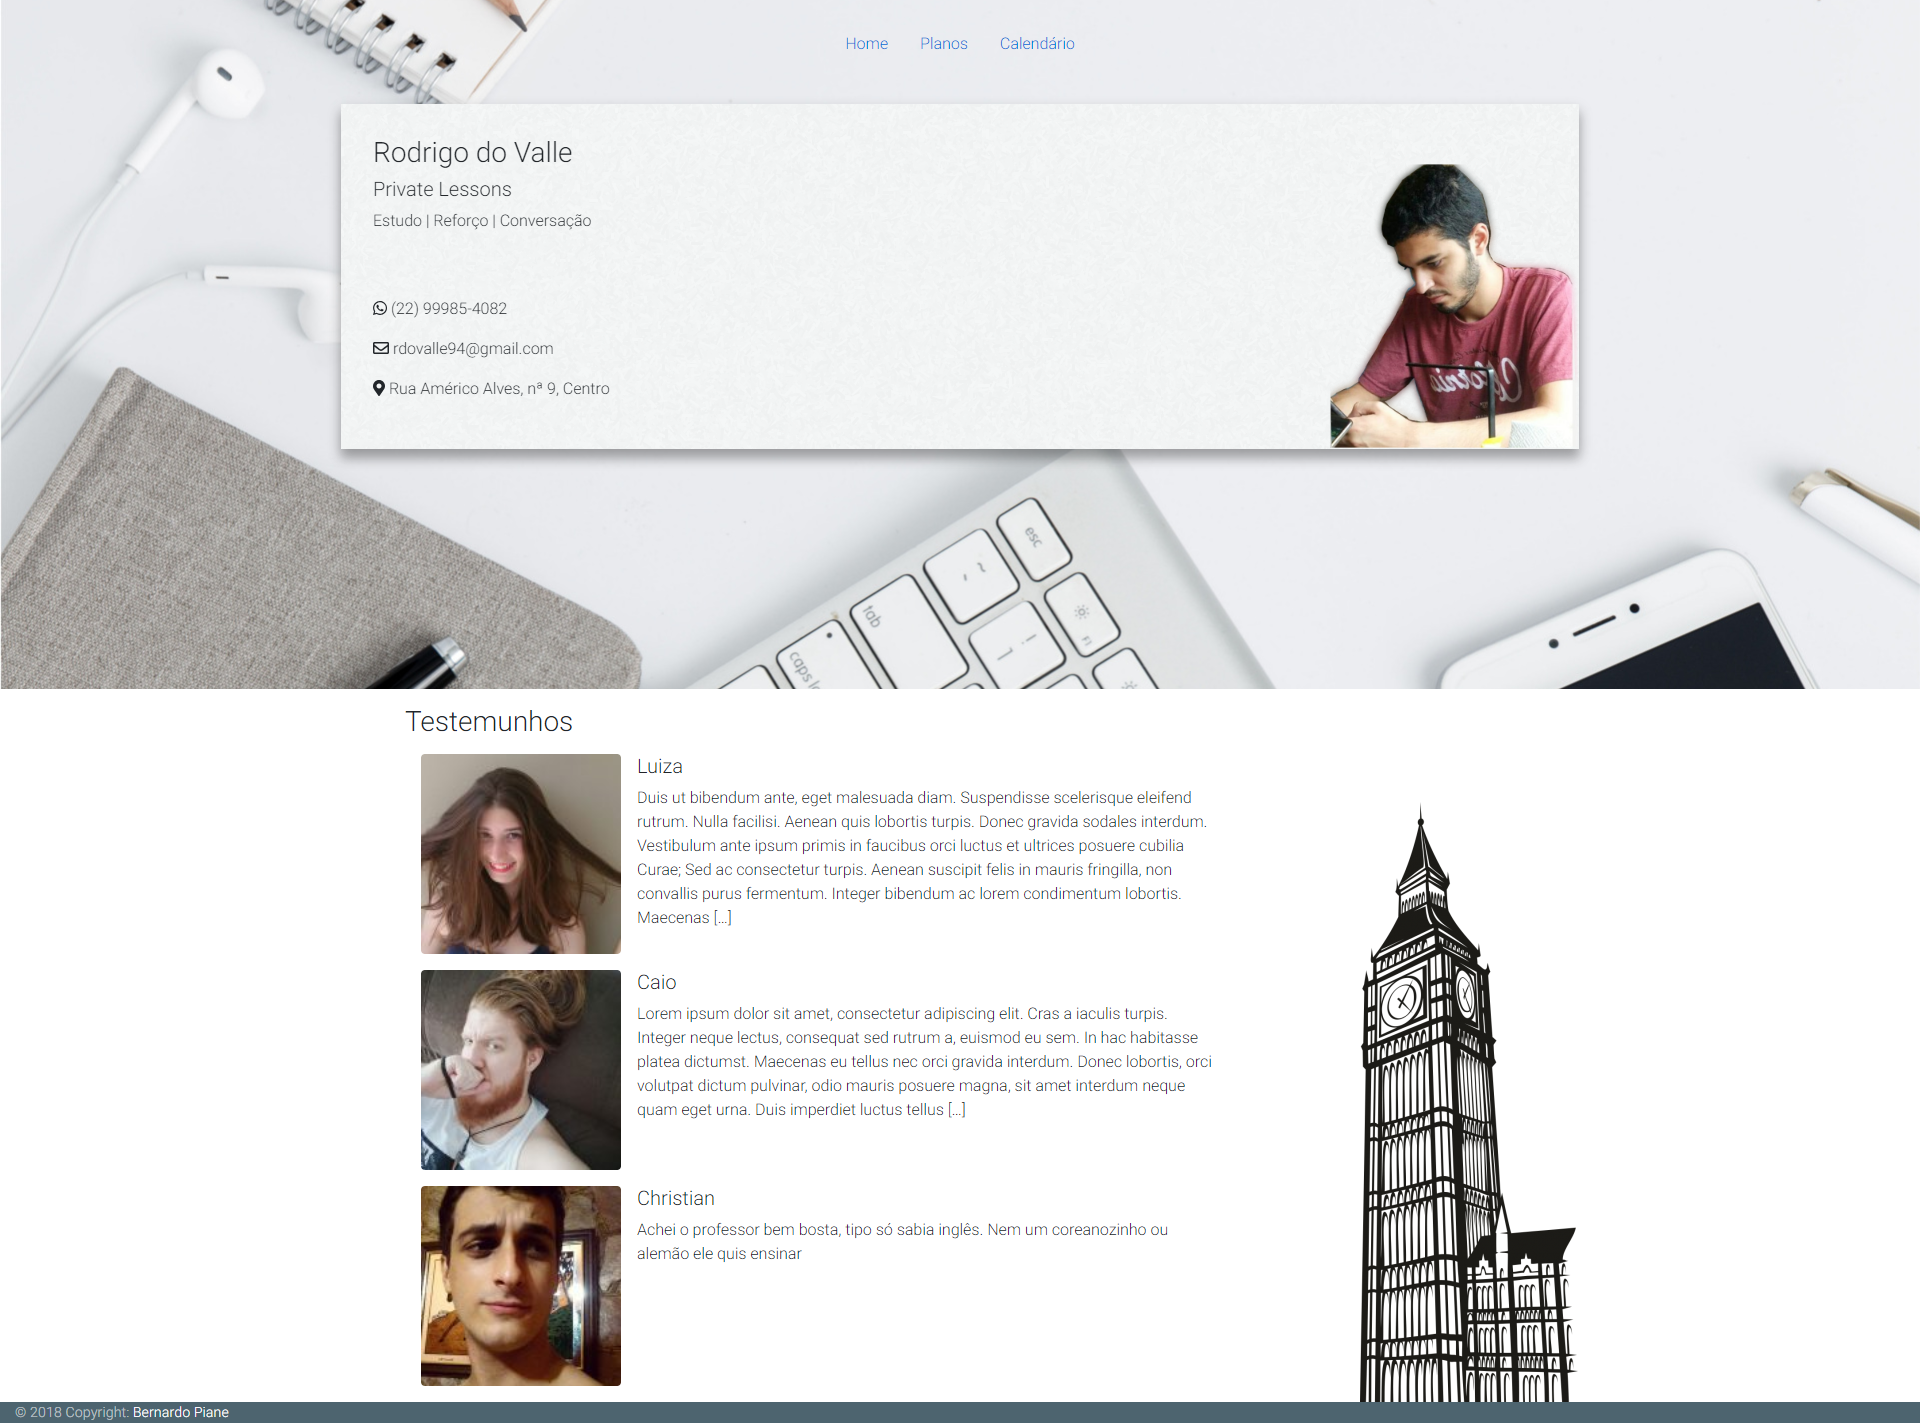 Home Planos Calendário
Rodrigo do Valle
Private Lessons
Estudo | Reforço | Conversação
(22) 99985-4082
rdovalle94@gmail.com
Rua Américo Alves, nª 9, Centro
esc
tab
caps
F1
Testemunhos
Luiza
Duis ut bibendum ante, eget malesuada diam. Suspendisse scelerisque eleifend
rutrum. Nulla facilisi. Aenean quis lobortis turpis. Donec gravida sodales interdum.
Vestibulum ante ipsum primis in faucibus orci luctus et ultrices posuere cubilia
Curae; Sed ac consectetur turpis. Aenean suscipit felis in mauris fringilla, non
convallis purus fermentum. Integer bibendum ac lorem condimentum lobortis.
Maecenas [...]
Caio
Lorem ipsum dolor sit amet, consectetur adipiscing elit. Cras a iaculis turpis.
Integer neque lectus, consequat sed rutrum a, euismod eu sem. In hac habitasse
platea dictumst. Maecenas eu tellus nec orci gravida interdum. Donec lobortis, orci
volutpat dictum pulvinar, odio mauris posuere magna, sit amet interdum neque
quam eget urna. Duis imperdiet luctus tellus [...]
Christian
Achei o professor bem bosta, tipo só sabia inglês. Nem um coreanozinho ou
alemão ele quis ensinar
© 2018 Copyright: Bernardo Piane